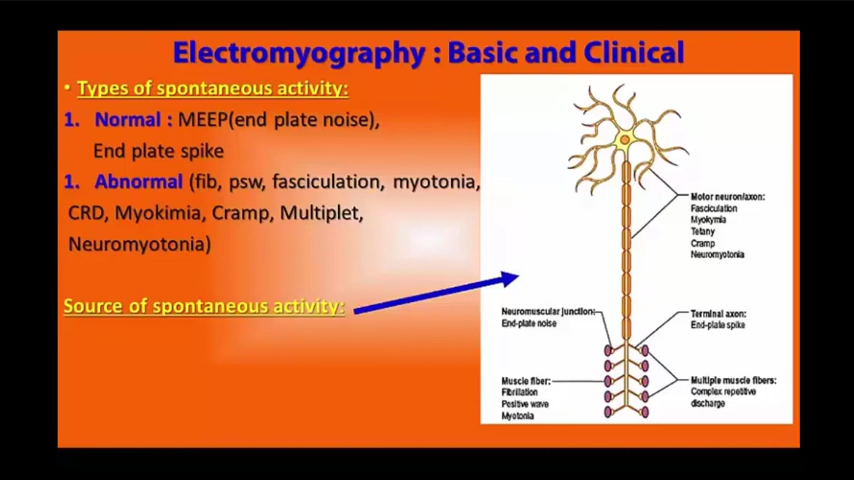 Electromyography : Basic and Clinical
• Types of spontaneous activity:
1. Normal : MEEP(end plate noise),
End plate spike
1. Abnormal (fib, psw, fasciculation, myotonia,
CRD, Myokimia, Cramp, Multiplet,
Neuromyotonia)
Source of spontaneous activity:
Motor neuron/axon:
Fasciculation
Myokymia
Tetany
Cramp
Neuromyotonia
Neuromuscular junction:
End-plate noise
Terminal axon:
End-plate spike
Muscle fiber:
Fibrillation
Positive wave
Myotonia
Multiple muscle fibers:
Complex repetitive
discharge